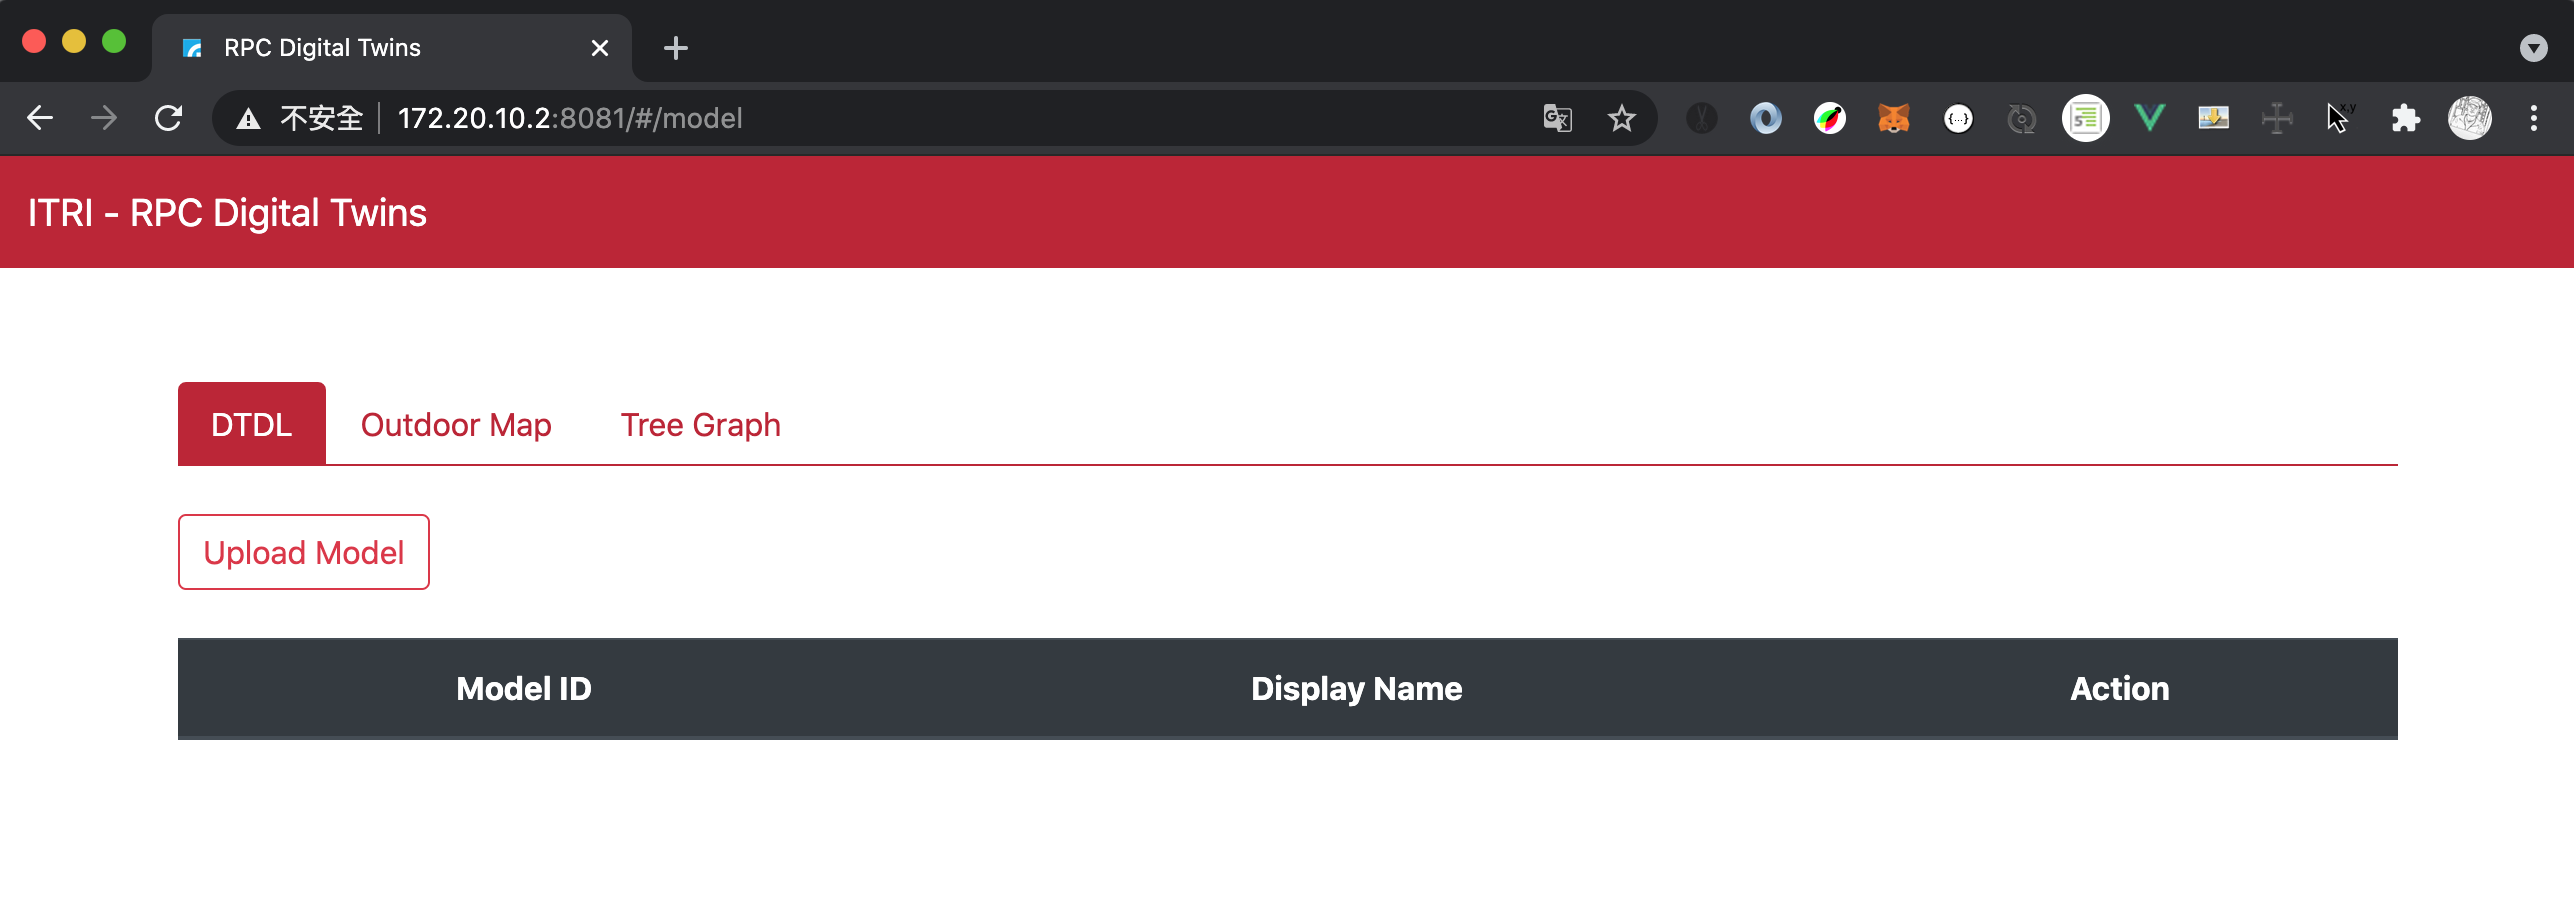 RPC Digital Twins
不安全 172.20.10.2:8081/#/model
ITRI - RPC Digital Twins
DTDL Outdoor Map Tree Graph
Upload Model
Model ID Display Name Action